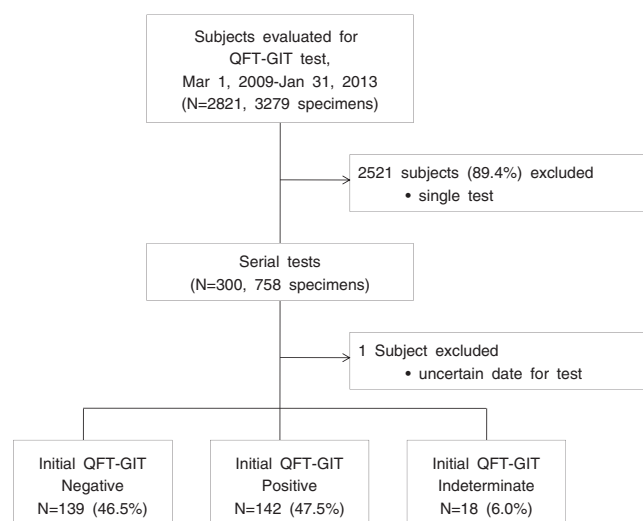 Subjects evaluated for
QFT-GIT test,
Mar 1, 2009-Jan 31, 2013
(N=2821, 3279 specimens)
2521 subjects (89.4%) excluded
• single test
Serial tests
(N=300, 758 specimens)
1 Subject excluded
• uncertain date for test
Initial QFT-GIT
Negative
N=139 (46.5%)
Initial QFT-GIT
Positive
N=142 (47.5%)
Initial QFT-GIT
Indeterminate
N=18 (6.0%)